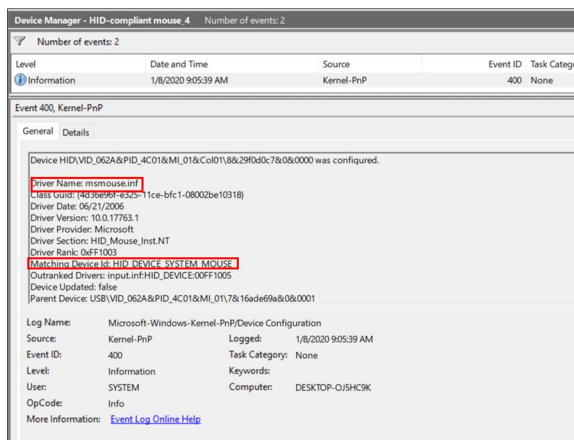 Device Manager - HID-compliant mouse_4 Number of events: 2
Number of events: 2
Level Date and Time Source Event ID Task Categ
Information 1/8/2020 9:05:39 AM Kernel-PnP 400 None
Event 400, Kernel-PnP
General Details
Device HID\VID_062A&PID_4C01&MI_01&Col01\8&29f0d0c7&0&0000 was configured.
Driver Name: msmouse.inf
Class Guid: {4d36e96f-e325-11ce-bfc1-08002be10318}
Driver Date: 06/21/2006
Driver Version: 10.0.17763.1
Driver Provider: Microsoft
Driver Section: HID_Mouse_Inst.NT
Driver Rank: 0xFF1003
Matching Device Id: HID_DEVICE_SYSTEM_MOUSE
Outranked Drivers: input.inf:HID_DEVICE:00FF1005
Device Updated: false
Parent Device: USB\VID_062A&PID_4C01&MI_01\7&16ade69a&0&0001
Log Name: Microsoft-Windows-Kernel-PnP/Device Configuration
Source: Kernel-PnP Logged: 1/8/2020 9:05:39 AM
Event ID: 400 Task Category: None
Level: Information Keywords:
User: SYSTEM Computer: DESKTOP-OJ5HC9K
OpCode: Info
More Information: Event Log Online Help